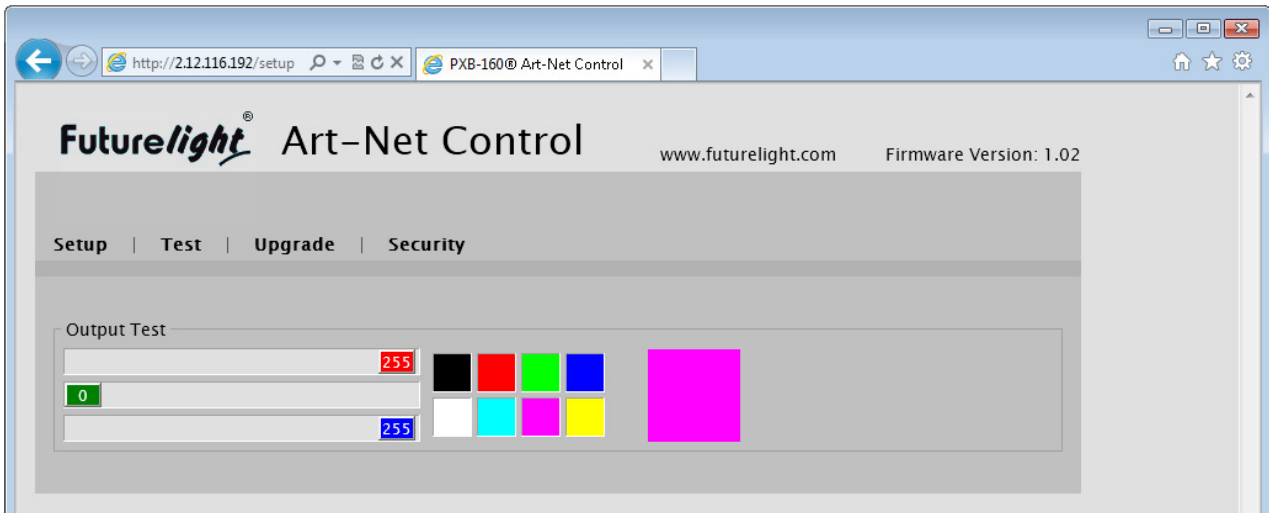 http://2.12.116.192/setup
PXB-160® Art-Net Control
Futurelight® Art-Net Control www.futurelight.com Firmware Version: 1.02
Setup | Test | Upgrade | Security
Output Test
255
0
255